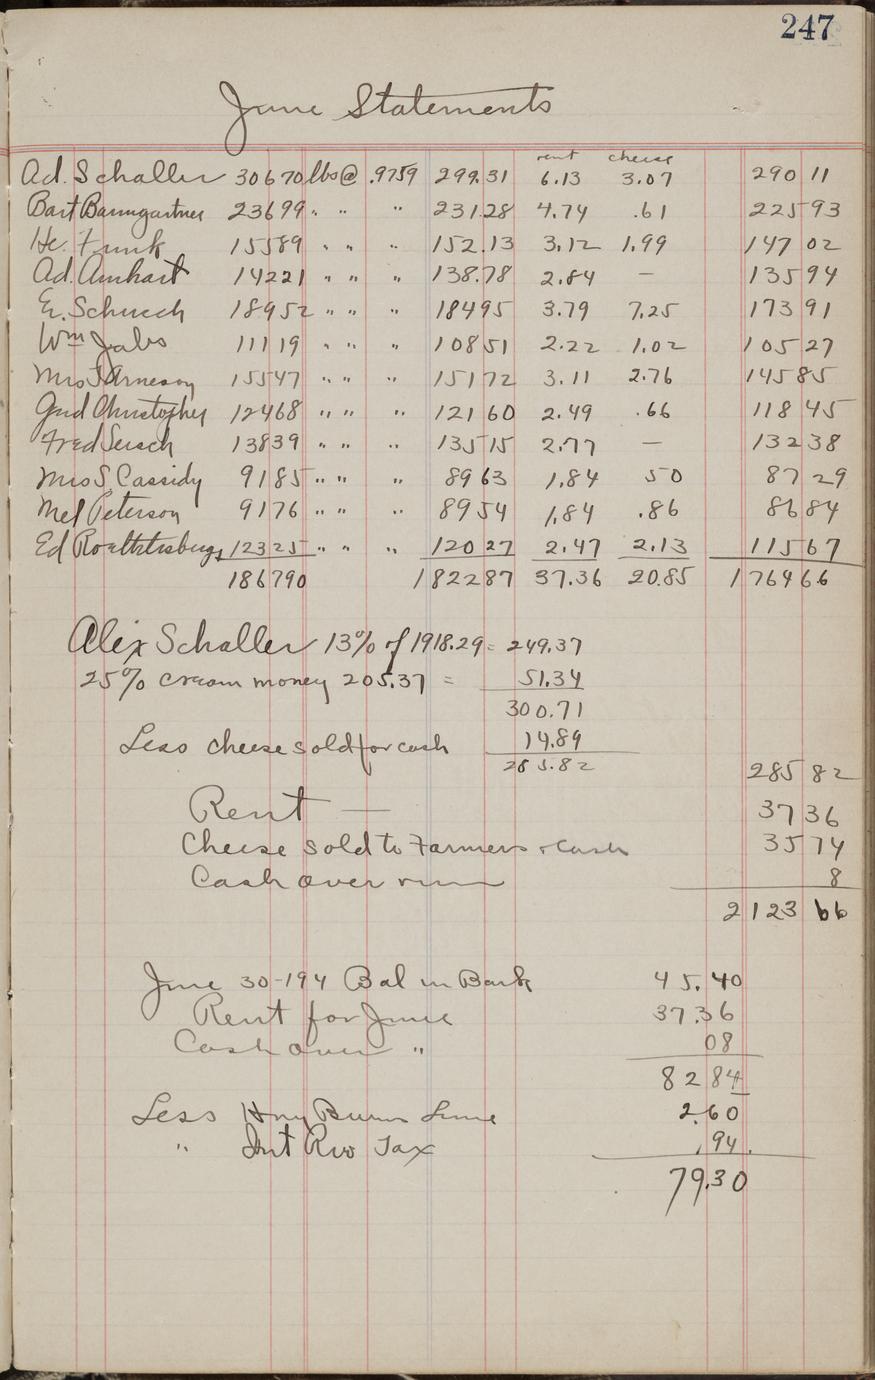 247
June Statements
rent cheese
Ad. Schaller 30670 lbs @ .9759 299.31 6.13 3.07 290 11
Bart Baumgartner 23699 " " " 231.28 4.74 .61 225 93
He. Funk 15589 " " " 152.13 3.12 1.99 147 02
Ad. Amhart 14221 " " " 138.78 2.84 — 135 94
Er. Schuech 18952 " " " 184 95 3.79 7.25 173 91
Wm Jabs 11119 " " " 108 51 2.22 1.02 105 27
Mrs T Arneson 15547 " " " 151 72 3.11 2.76 145 85
Gud Christopher 12468 " " " 121 60 2.49 .66 118 45
Fred Seisch 13839 " " " 135 15 2.77 — 132 38
Mrs S, Cassidy 9185 " " " 89 63 1.84 50 87 29
Mel Peterson 9176 " " " 89 54 1.84 .86 86 84
Ed 12325 " " " 120 27 2.47 2.13 115 67
186790 1822 87 37.36 20.85 1764 66
Alix Schaller 13% of 1918.29 = 249.37
25% cream money 205.37 = 51.34
300.71
Less cheese sold for cash 14.89
285.82 285 82
Rent — 37 36
Cheese sold to Farmers + cash 35 74
Cash over run 8
2123 66
June 30-194 Bal in Bank 45.40
Rent for June 37.36
Cash over " 08
82 84
Less Hny Burns Lime 2.60
" Int Rev Tax .94
79.30